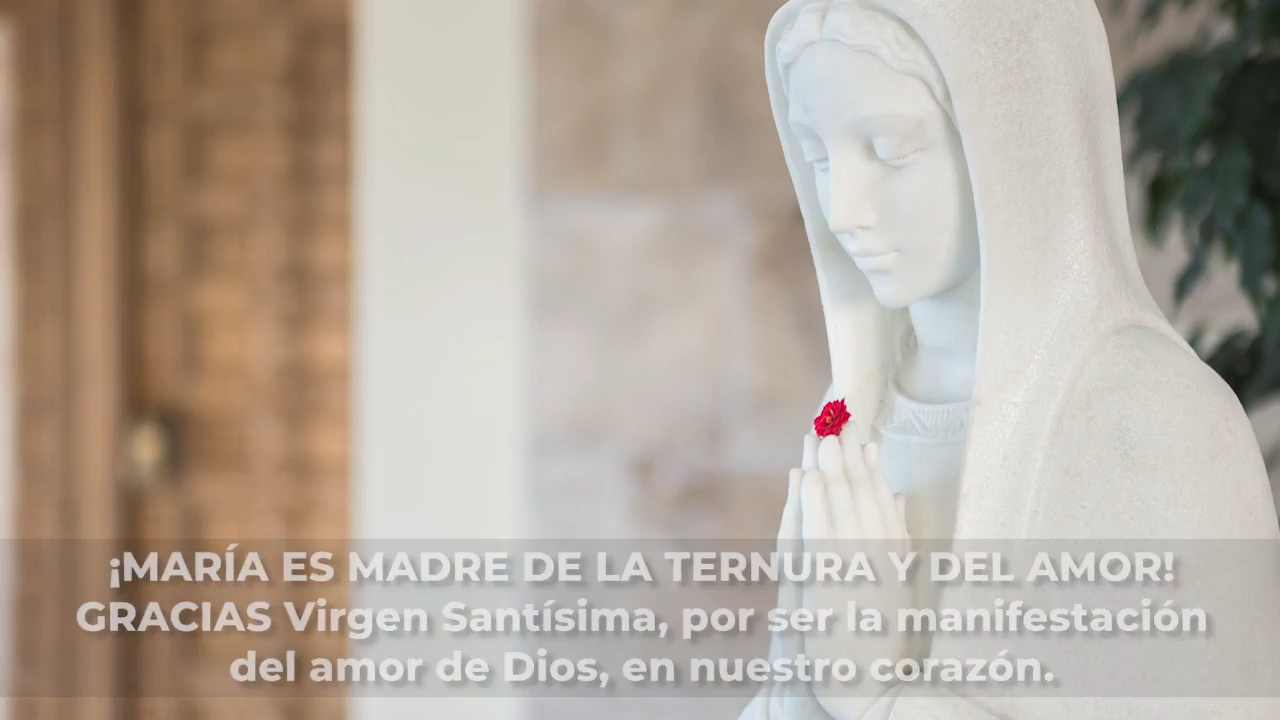 ¡MARÍA ES MADRE DE LA TERNURA Y DEL AMOR!
GRACIAS Virgen Santísima, por ser la manifestación
del amor de Dios, en nuestro corazón.